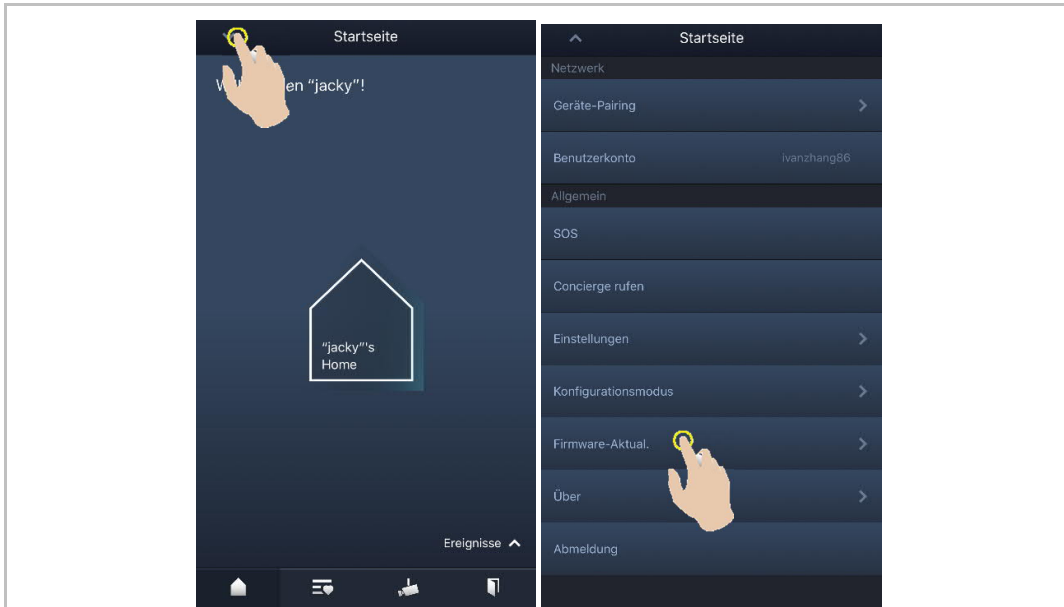 Startseite
en "jacky"!
"jacky"'s
Home
Ereignisse
Startseite
Netzwerk
Geräte-Pairing
Benutzerkonto ivanzhang86
Allgemein
SOS
Concierge rufen
Einstellungen
Konfigurationsmodus
Firmware-Aktual.
Über
Abmeldung